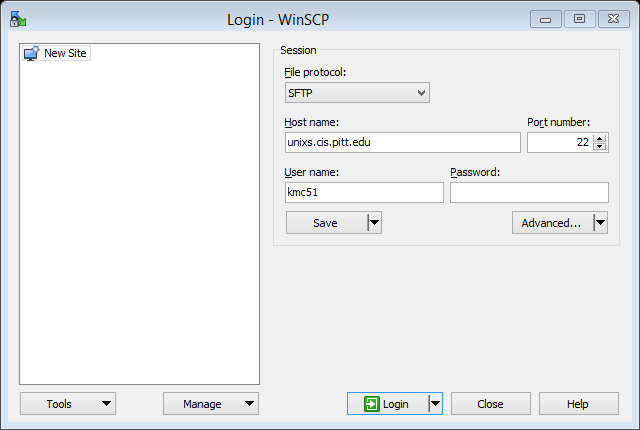 Login - WinSCP
New Site
Session
File protocol:
SFTP
Host name:
Port number:
unixs.cis.pitt.edu
22
User name:
Password:
kmc51
Save
Advanced...
Tools
Manage
Login
Close
Help